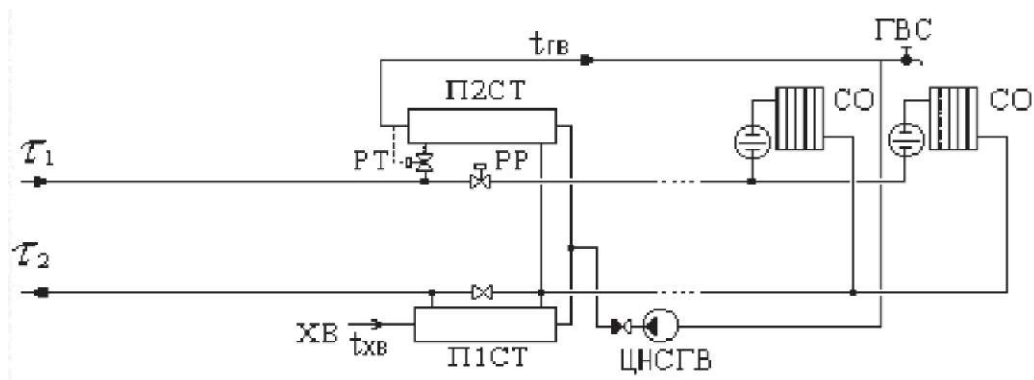 ГВС
tГВ
П2СТ
СО
СО
РТ
РР
τ1
τ2
ХВ
tХВ
П1СТ
ЦНСГВ